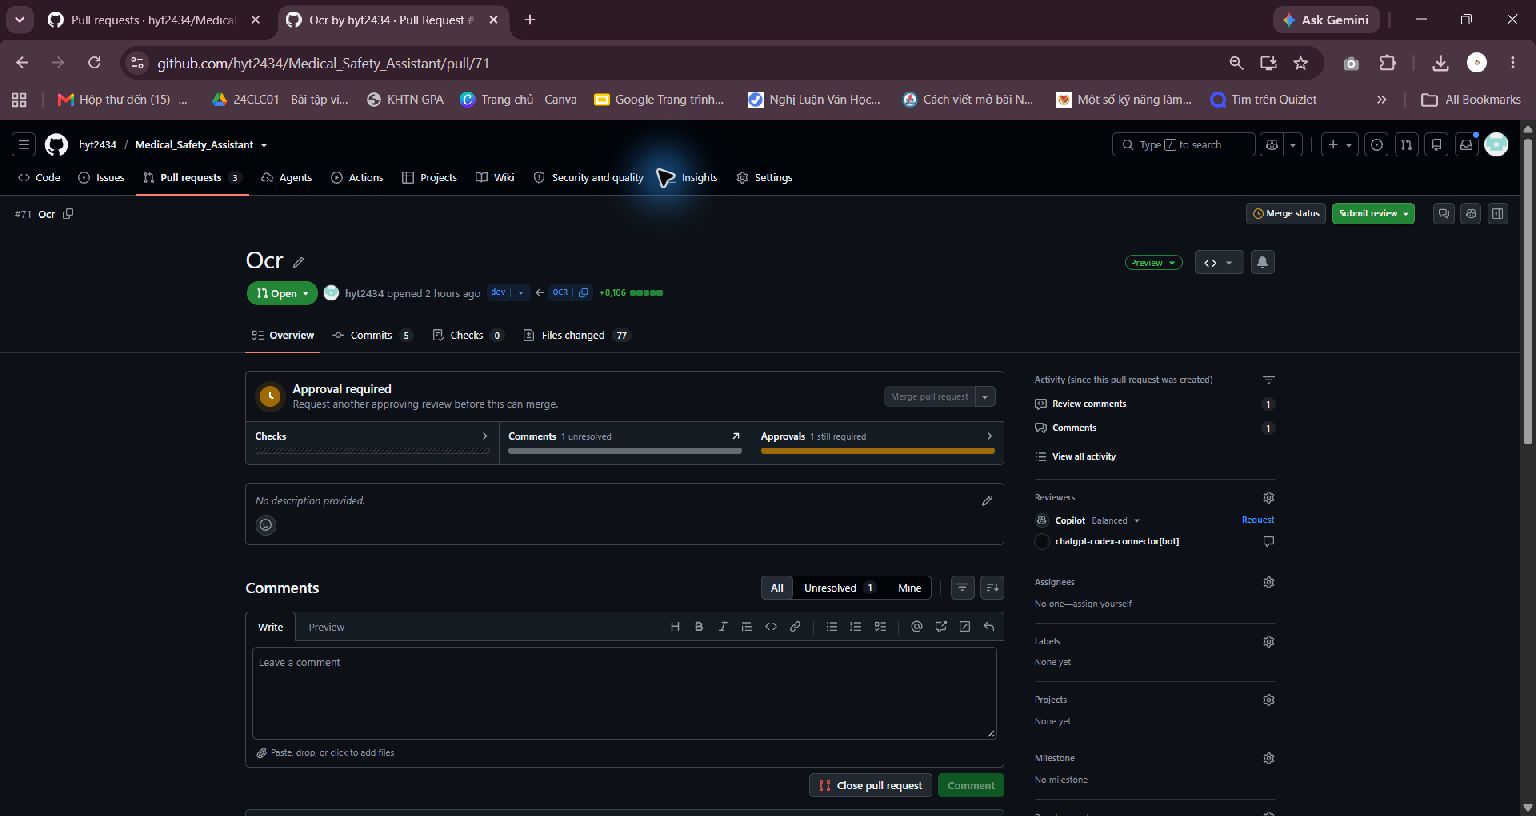 Pull requests · hyt2434/Medical
Ocr by hyt2434 · Pull Request #
Ask Gemini
github.com/hyt2434/Medical_Safety_Assistant/pull/71
Hộp thư đến (15) ...
24CLC01 Bài tập vi...
KHTN GPA
Trang chủ Canva
Google Trang trình...
Nghị Luận Văn Học...
Cách viết mở bài N...
Một số kỹ năng làm...
Tìm trên Quizlet
All Bookmarks
hyt2434 / Medical_Safety_Assistant
Type / to search
Code
Issues
Pull requests 3
Agents
Actions
Projects
Wiki
Security and quality
Insights
Settings
#71 Ocr
Merge status
Submit review
Ocr
Preview
Open
hyt2434 opened 2 hours ago
dev
OCR
+8,106
Overview
Commits 5
Checks 0
Files changed 77
Approval required
Request another approving review before this can merge.
Merge pull request
Checks
Comments 1 unresolved
Approvals 1 still required
No description provided.
Comments
All
Unresolved 1
Mine
Write
Preview
Leave a comment
Paste, drop, or click to add files
Close pull request
Comment
Activity (since this pull request was created)
Review comments 1
Comments 1
View all activity
Reviewers
Copilot Balanced
Request
chatgpt-codex-connector[bot]
Assignees
No one—assign yourself
Labels
None yet
Projects
None yet
Milestone
No milestone